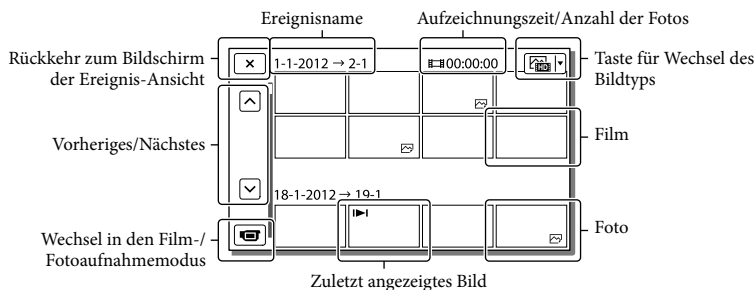 Ereignisname
Aufzeichnungszeit/Anzahl der Fotos
Rückkehr zum Bildschirm
der Ereignis-Ansicht
1-1-2012 → 2-1
00:00:00
HD
Taste für Wechsel des
Bildtyps
Vorheriges/Nächstes
Film
18-1-2012 → 19-1
Wechsel in den Film-/
Fotoaufnahmemodus
Foto
Zuletzt angezeigtes Bild